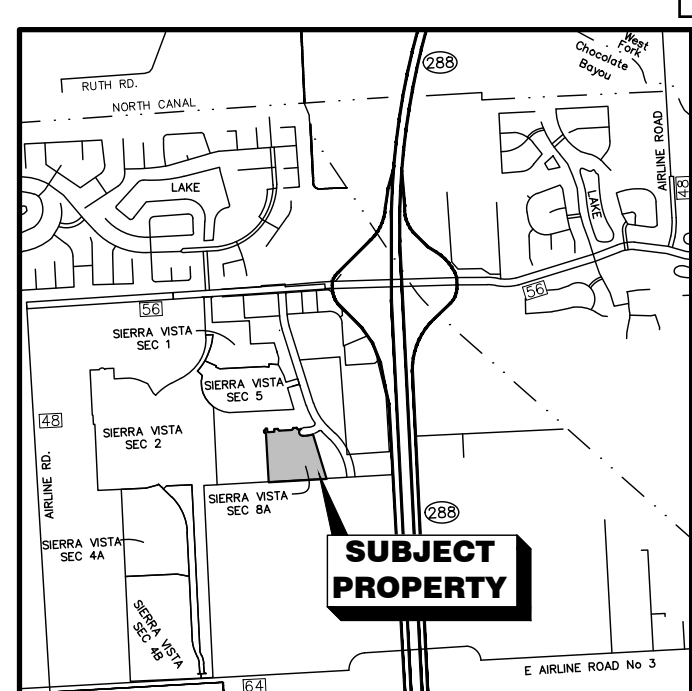 288
West
Fork
Chocolate
Bayou
RUTH RD.
NORTH CANAL
AIRLINE ROAD
48
LAKE
LAKE
56
56
SIERRA VISTA
SEC 1
SIERRA VISTA
SEC 5
48
SIERRA VISTA
SEC 2
AIRLINE RD.
SIERRA VISTA
SEC 8A
288
SIERRA VISTA
SEC 4A
SUBJECT
PROPERTY
SIERRA VISTA
SEC 4B
E AIRLINE ROAD No 3
64